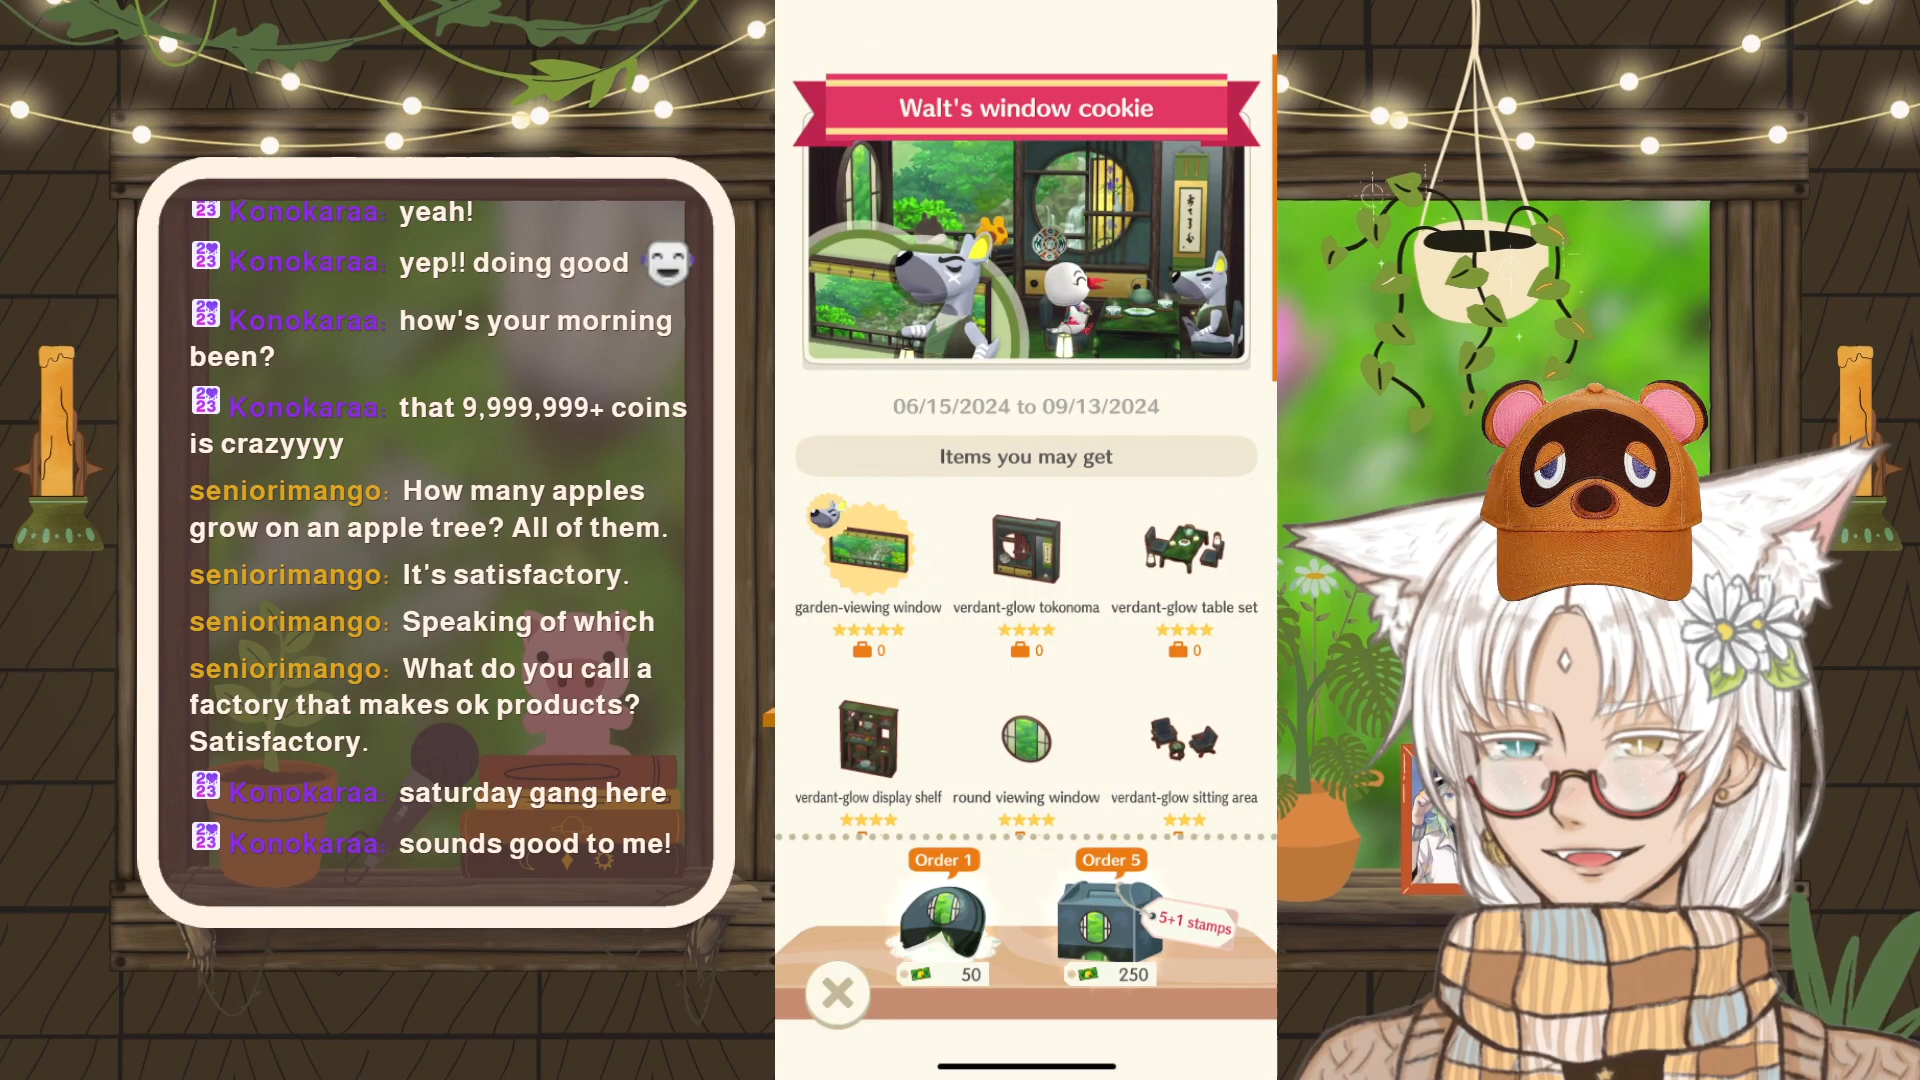 Konokaraa: yeah!
Konokaraa: yep!! doing good
Konokaraa: how's your morning
been?
Konokaraa: that 9,999,999+ coins
is crazyyyy
seniorimango: How many apples
grow on an apple tree? All of them.
seniorimango: It's satisfactory.
seniorimango: Speaking of which
seniorimango: What do you call a
factory that makes ok products?
Satisfactory.
Konokaraa: saturday gang here
Konokaraa: sounds good to me!
Walt's window cookie
06/15/2024 to 09/13/2024
Items you may get
garden-viewing window
0
verdant-glow tokonoma
0
verdant-glow table set
0
verdant-glow display shelf
round viewing window
verdant-glow sitting area
Order 1
Order 5
5+1 stamps
50
250